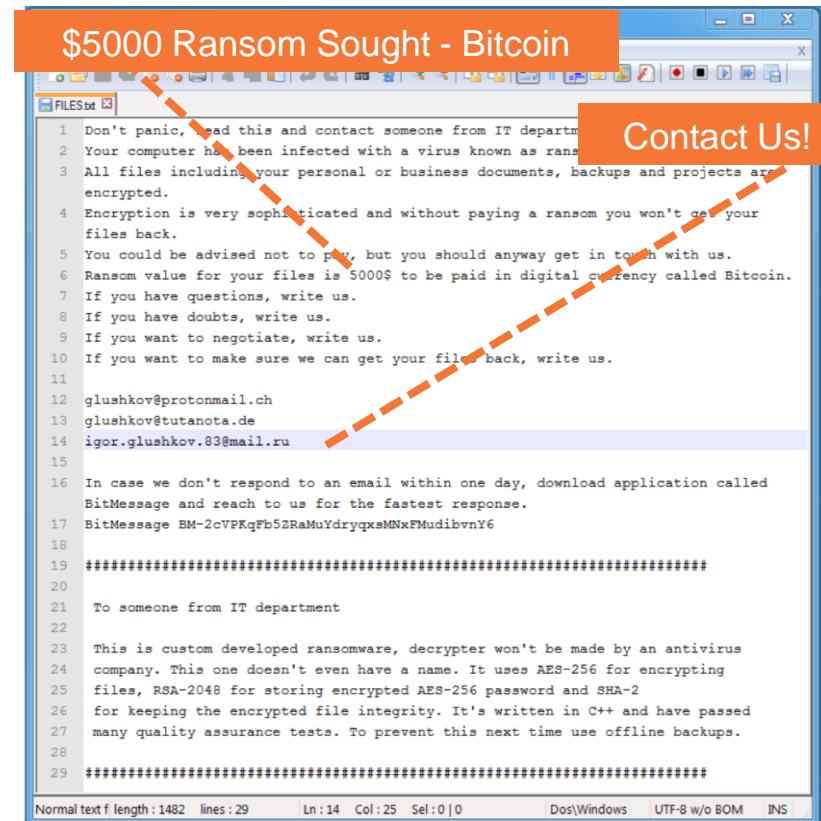 $5000 Ransom Sought - Bitcoin
X
FILES.txt
Contact Us!
1 Don't panic, read this and contact someone from IT departm
2 Your computer has been infected with a virus known as rans
3 All files including your personal or business documents, backups and projects are
encrypted.
4 Encryption is very sophisticated and without paying a ransom you won't get your
files back.
5 You could be advised not to pay, but you should anyway get in touch with us.
6 Ransom value for your files is 5000$ to be paid in digital currency called Bitcoin.
7 If you have questions, write us.
8 If you have doubts, write us.
9 If you want to negotiate, write us.
10 If you want to make sure we can get your files back, write us.
11
12 glushkov@protonmail.ch
13 glushkov@tutanota.de
14 igor.glushkov.83@mail.ru
15
16 In case we don't respond to an email within one day, download application called
BitMessage and reach to us for the fastest response.
17 BitMessage BM-2cVPKqFb5ZRaMuYdryqxsMNxFMudibvnY6
18
19 #########################################################################
20
21 To someone from IT department
22
23 This is custom developed ransomware, decrypter won't be made by an antivirus
24 company. This one doesn't even have a name. It uses AES-256 for encrypting
25 files, RSA-2048 for storing encrypted AES-256 password and SHA-2
26 for keeping the encrypted file integrity. It's written in C++ and have passed
27 many quality assurance tests. To prevent this next time use offline backups.
28
29 #########################################################################
Normal text f length : 1482 lines : 29 Ln : 14 Col : 25 Sel : 0 | 0 Dos\Windows UTF-8 w/o BOM INS